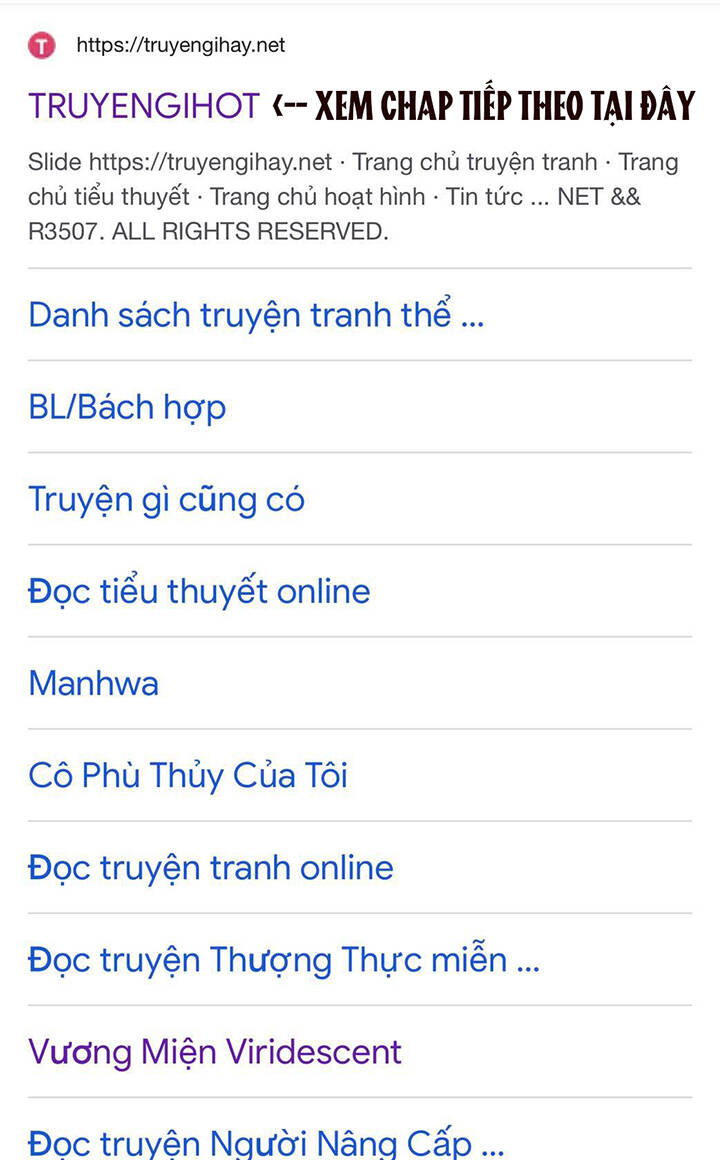 T https://truyengihay.net
TRUYENGIHOT <-- XEM CHAP TIẾP THEO TẠI ĐÂY
Slide https://truyengihay.net · Trang chủ truyện tranh · Trang
chủ tiểu thuyết · Trang chủ hoạt hình · Tin tức ... NET &&
R3507. ALL RIGHTS RESERVED.
Danh sách truyện tranh thể ...
BL/Bách hợp
Truyện gì cũng có
Đọc tiểu thuyết online
Manhwa
Cô Phù Thủy Của Tôi
Đọc truyện tranh online
Đọc truyện Thượng Thực miễn ...
Vương Miện Viridescent
Đọc truyện Người Nâng Cấp ...